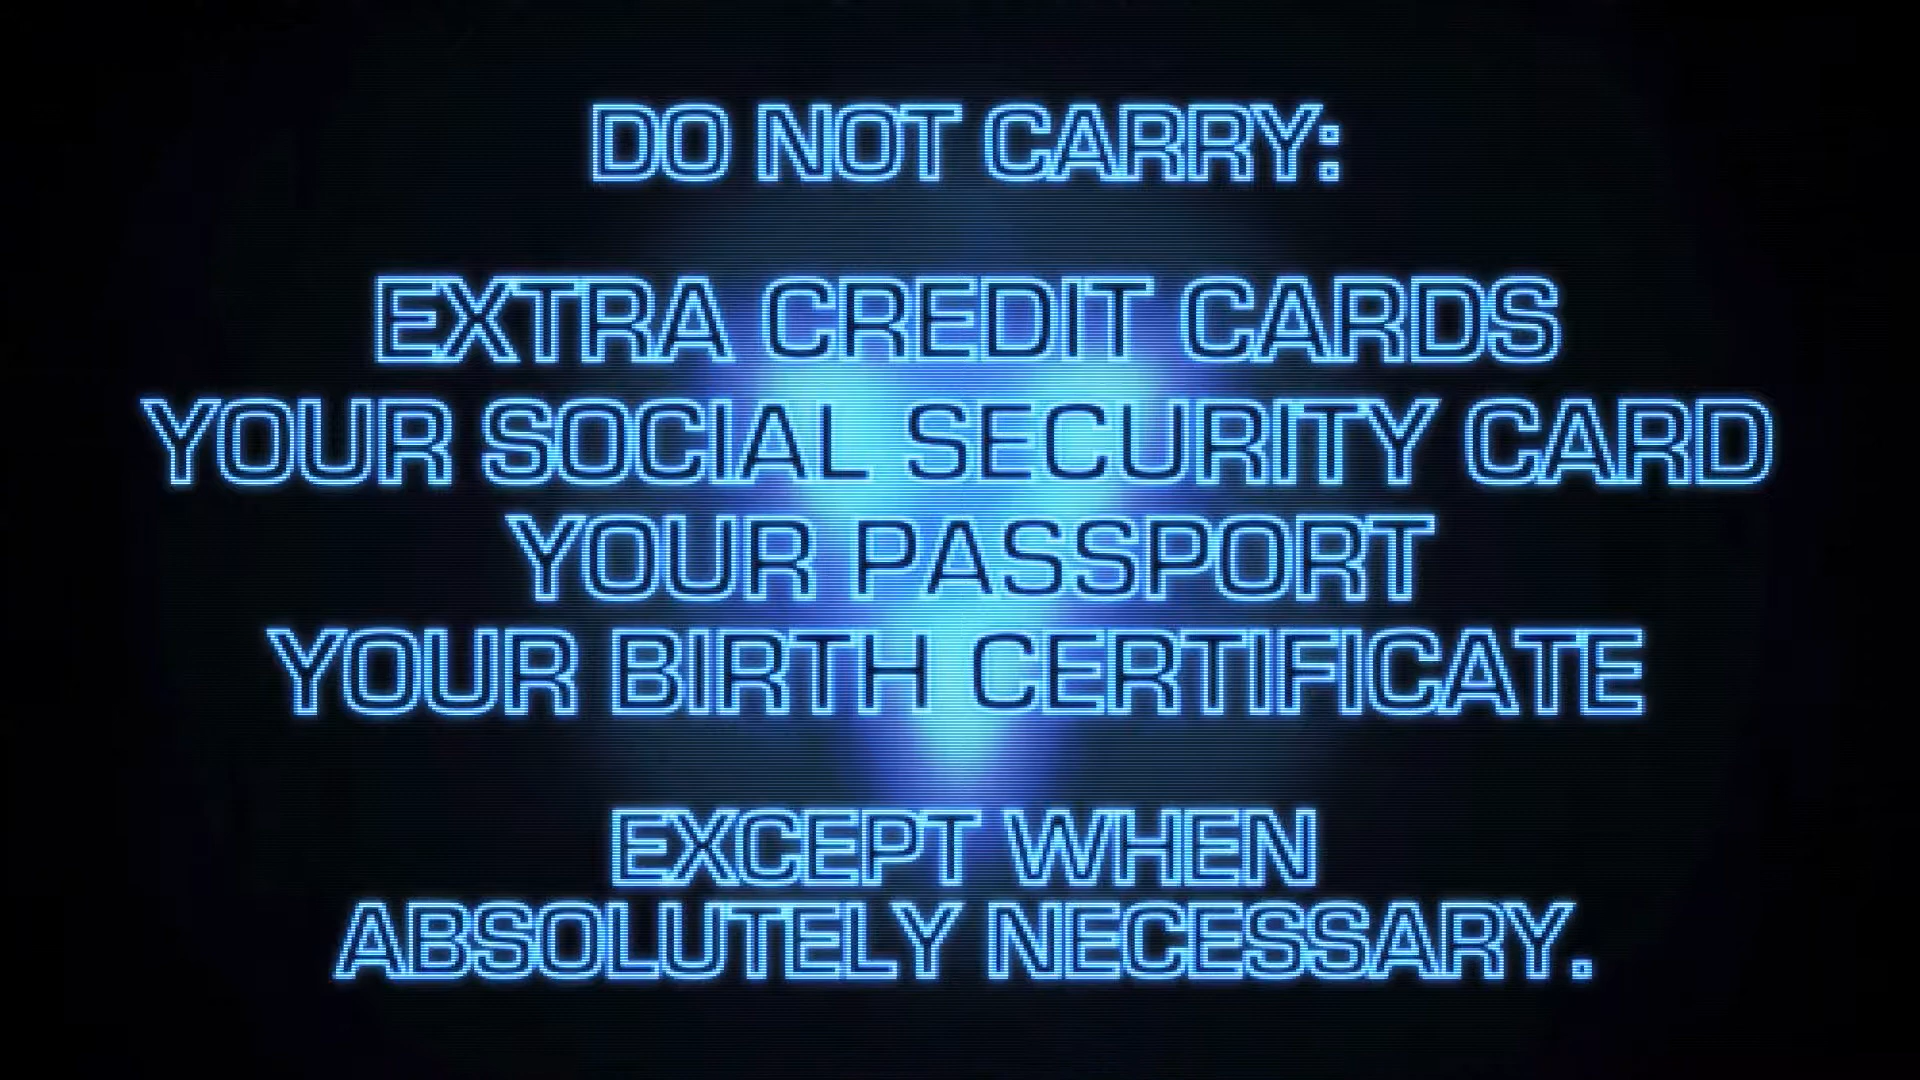 DO NOT CARRY:
EXTRA CREDIT CARDS
YOUR SOCIAL SECURITY CARD
YOUR PASSPORT
YOUR BIRTH CERTIFICATE
EXCEPT WHEN
ABSOLUTELY NECESSARY.